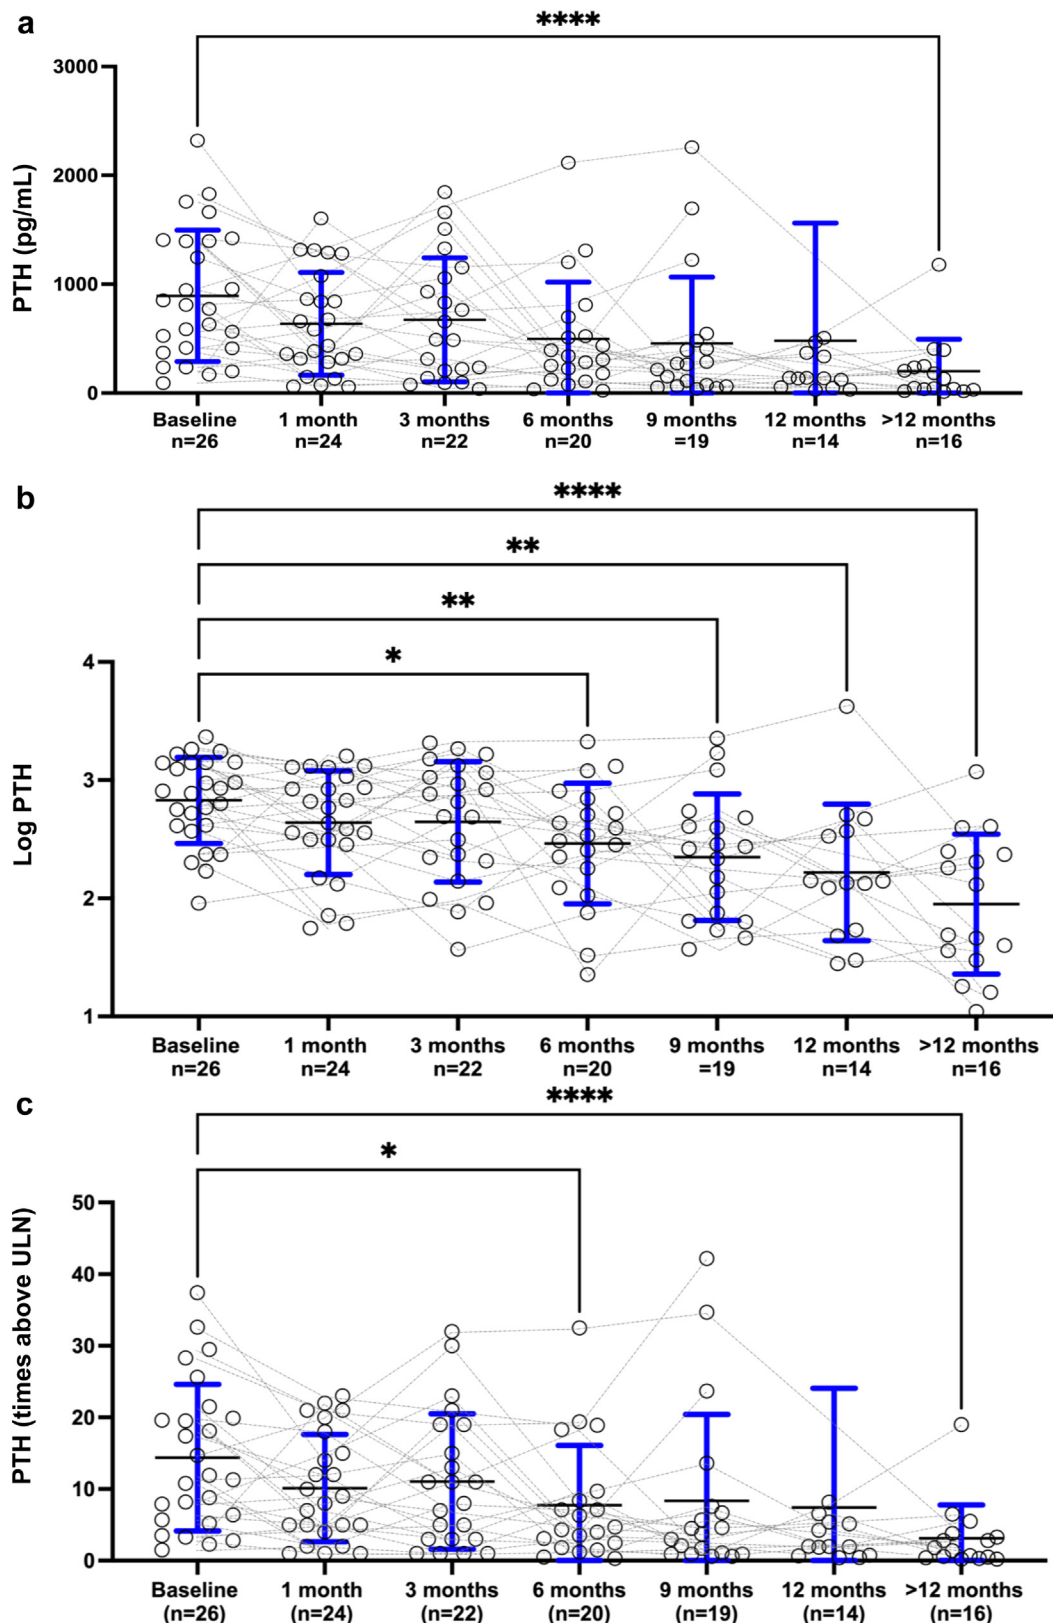 a
****
3000
2000
1000
0
PTH (pg/mL)
Baseline 1 month 3 months 6 months 9 months 12 months >12 months
n=26 n=24 n=22 n=20 =19 n=14 n=16
b
****
**
**
*
4
3
2
1
Log PTH
Baseline 1 month 3 months 6 months 9 months 12 months >12 months
n=26 n=24 n=22 n=20 =19 n=14 n=16
c
****
*
50
40
30
20
10
0
PTH (times above ULN)
Baseline 1 month 3 months 6 months 9 months 12 months >12 months
(n=26) (n=24) (n=22) (n=20) (n=19) (n=14) (n=16)